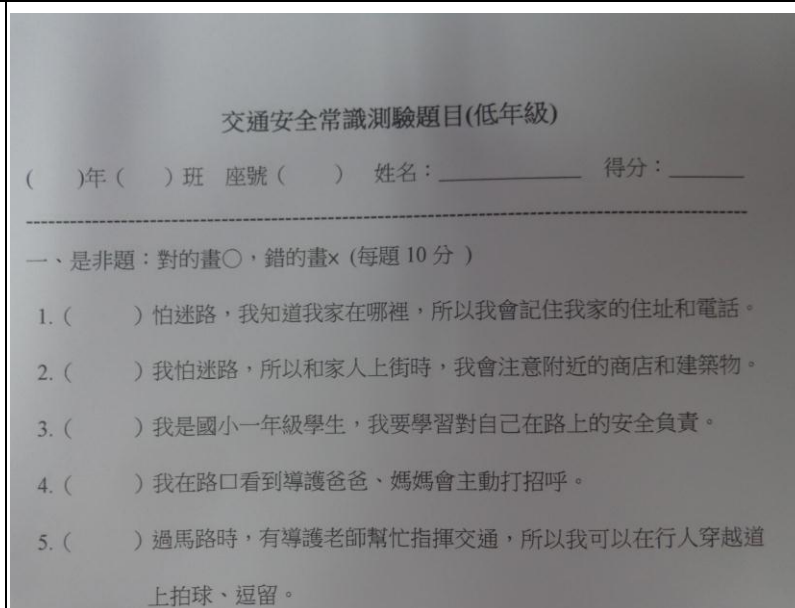 交通安全常識測驗題目(低年級)
(　)年(　)班 座號(　) 姓名：__________ 得分：______
一、是非題：對的畫○，錯的畫× (每題10分)
1.(　)怕迷路，我知道我家在哪裡，所以我會記住我家的住址和電話。
2.(　)我怕迷路，所以和家人上街時，我會注意附近的商店和建築物。
3.(　)我是國小一年級學生，我要學習對自己在路上的安全負責。
4.(　)我在路口看到導護爸爸、媽媽會主動打招呼。
5.(　)過馬路時，有導護老師幫忙指揮交通，所以我可以在行人穿越道
上拍球、逗留。